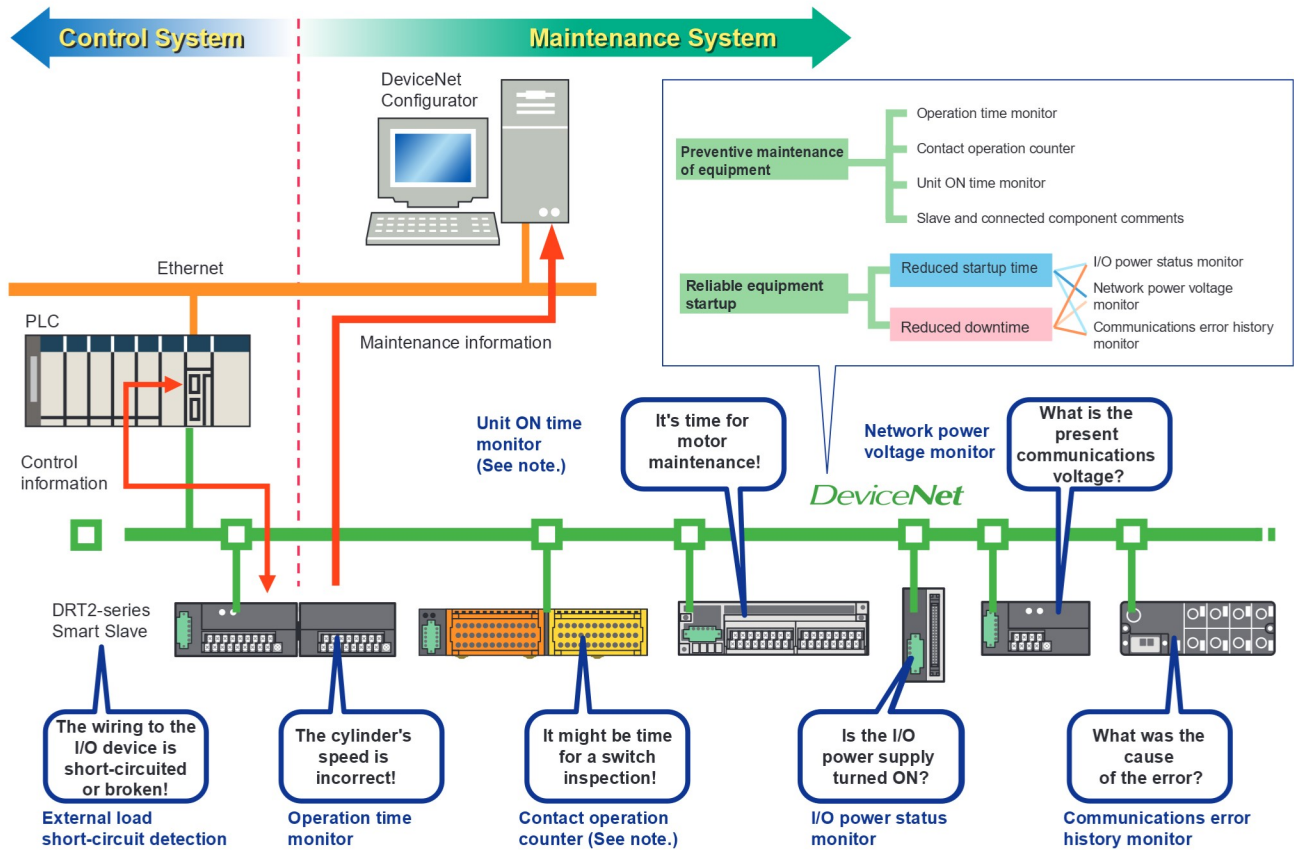 Control System
Maintenance System
DeviceNet
Configurator
Ethernet
PLC
Maintenance information
Control
information
Preventive maintenance
of equipment
Operation time monitor
Contact operation counter
Unit ON time monitor
Slave and connected component comments
Reliable equipment
startup
Reduced startup time
Reduced downtime
I/O power status monitor
Network power voltage
monitor
Communications error history
monitor
Unit ON time
monitor
(See note.)
It's time for
motor
maintenance!
Network power
voltage monitor
What is the
present
communications
voltage?
DeviceNet
DRT2-series
Smart Slave
The wiring to the
I/O device is
short-circuited
or broken!
External load
short-circuit detection
The cylinder's
speed is
incorrect!
Operation time
monitor
It might be time
for a switch
inspection!
Contact operation
counter (See note.)
Is the I/O
power supply
turned ON?
I/O power status
monitor
What was the
cause
of the error?
Communications error
history monitor